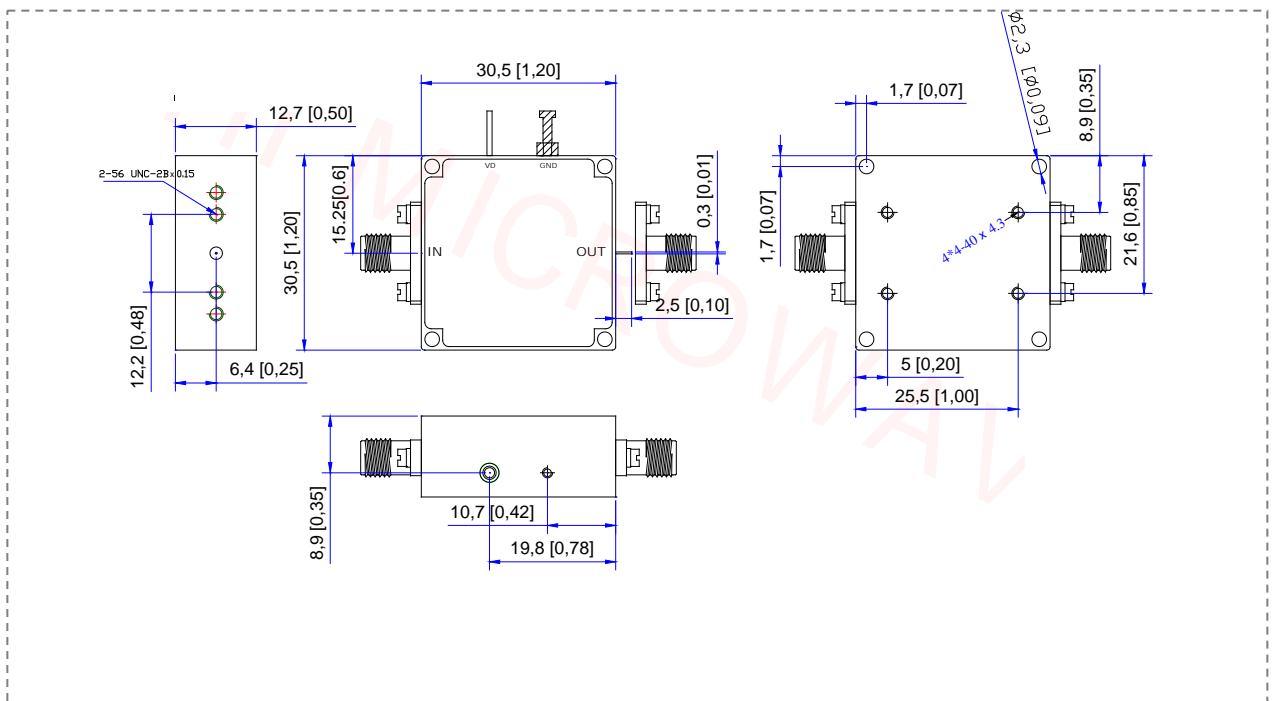 12,7 [0,50]
2-56 UNC-2Bx0.15
12,2 [0,48]
6,4 [0,25]
30,5 [1,20]
VD
GND
15.25[0.6]
30,5 [1,20]
IN
OUT
0,3 [0,01]
2,5 [0,10]
8,9 [0,35]
10,7 [0,42]
19,8 [0,78]
1,7 [0,07]
Ø2,3 [Ø0,09]
8,9 [0,35]
1,7 [0,07]
4*4-40 x 4.3
21,6 [0,85]
5 [0,20]
25,5 [1,00]
MICROWAV